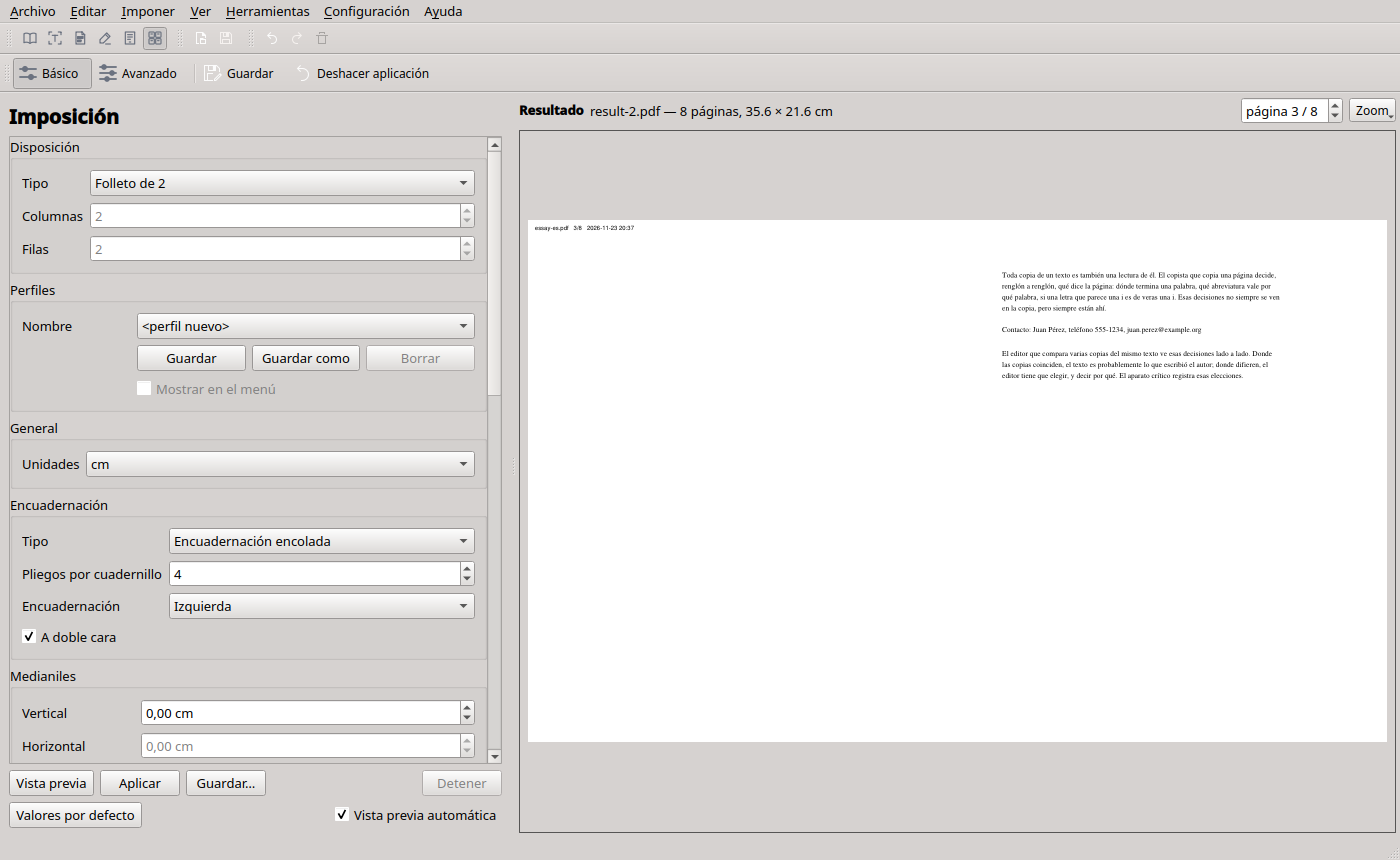 Archivo Editar Imponer Ver Herramientas Configuración Ayuda
Básico Avanzado Guardar Deshacer aplicación
Imposición
Disposición
Tipo Folleto de 2
Columnas 2
Filas 2
Perfiles
Nombre <perfil nuevo>
Guardar Guardar como Borrar
Mostrar en el menú
General
Unidades cm
Encuadernación
Tipo Encuadernación encolada
Pliegos por cuadernillo 4
Encuadernación Izquierda
A doble cara
Medianiles
Vertical 0,00 cm
Horizontal 0,00 cm
Vista previa Aplicar Guardar... Detener
Valores por defecto Vista previa automática
Resultado result-2.pdf — 8 páginas, 35.6 × 21.6 cm página 3 / 8 Zoom
essay-es.pdf 3/8 2026-11-23 20:37
Toda copia de un texto es también una lectura de él. El copista que copia una página decide,
renglón a renglón, qué dice la página: dónde termina una palabra, qué abreviatura vale por
qué palabra, si una letra que parece una i es de veras una i. Esas decisiones no siempre se ven
en la copia, pero siempre están ahí.
Contacto: Juan Pérez, teléfono 555-1234, juan.perez@example.org
El editor que compara varias copias del mismo texto ve esas decisiones lado a lado. Donde
las copias coinciden, el texto es probablemente lo que escribió el autor; donde difieren, el
editor tiene que elegir, y decir por qué. El aparato crítico registra esas elecciones.